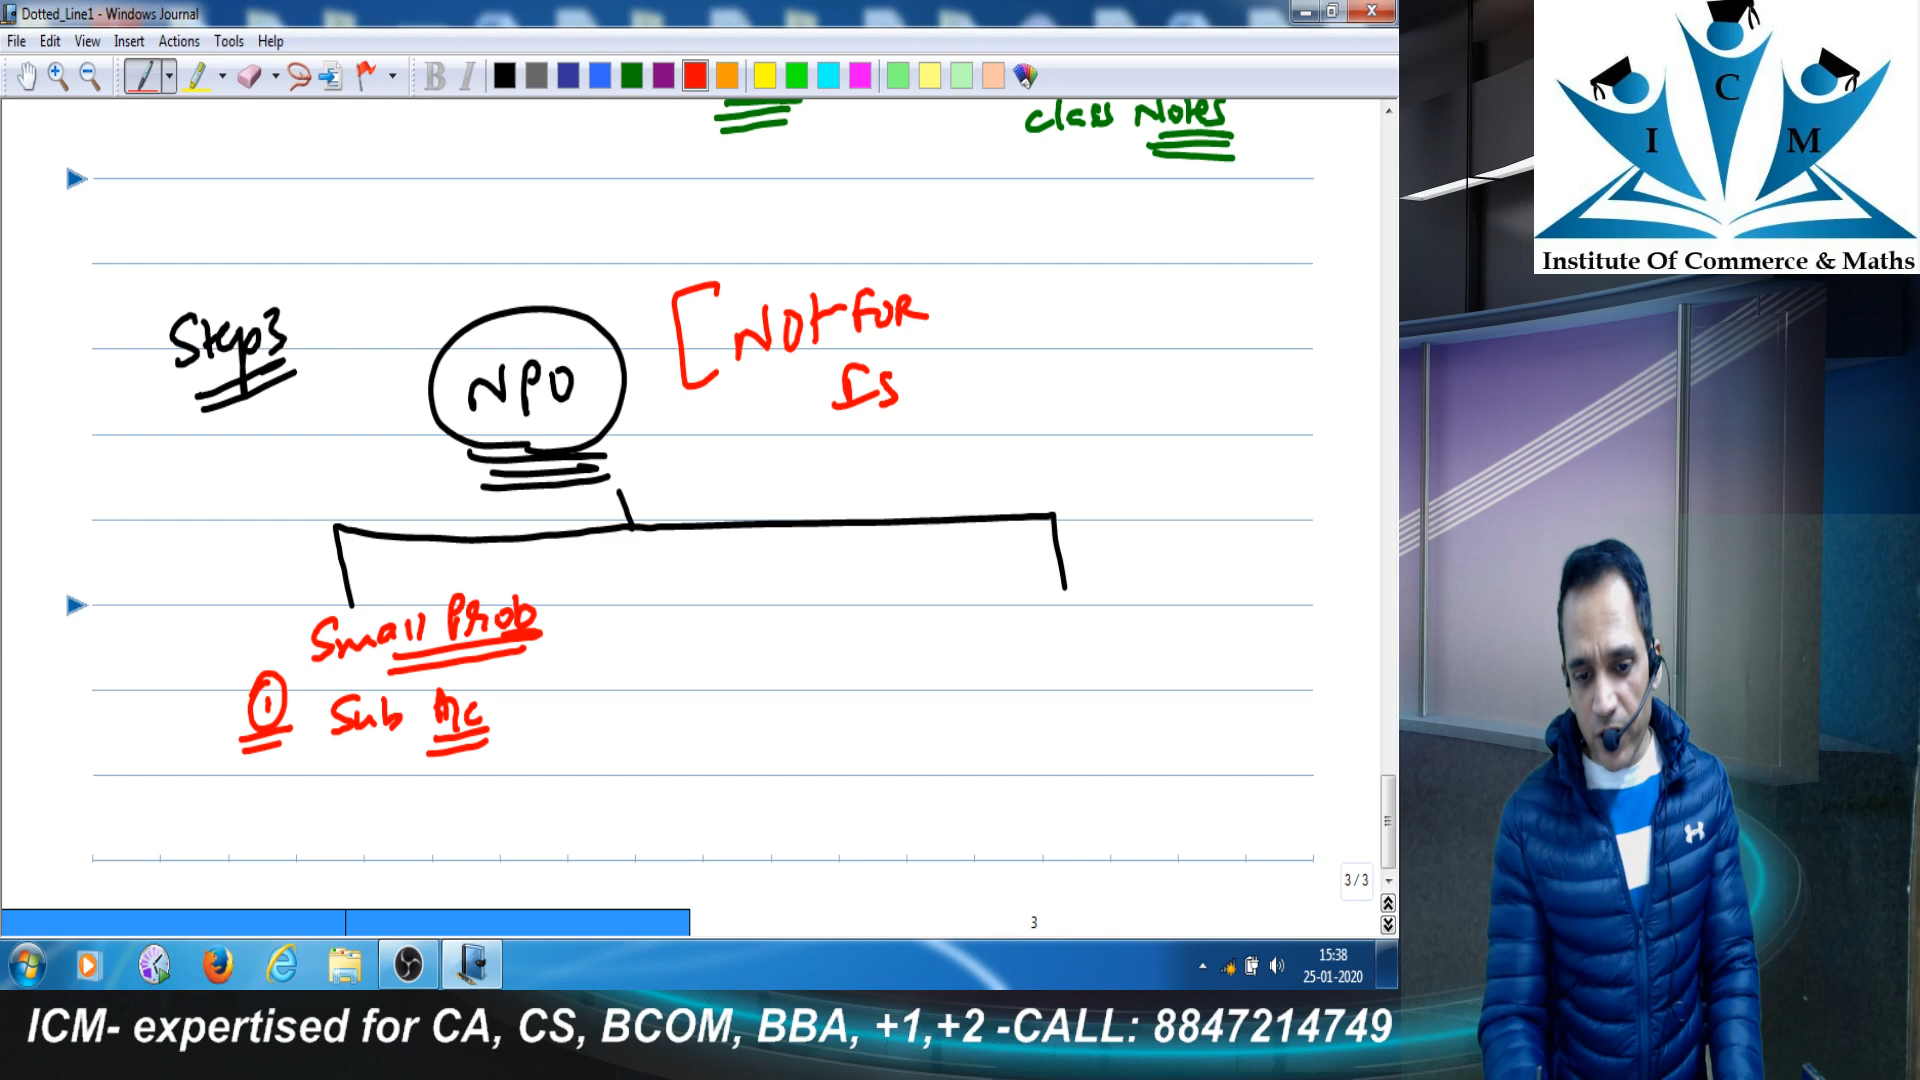 Dotted_Line1 - Windows Journal
File Edit View Insert Actions Tools Help
B I
class Notes
I C M
Institute Of Commerce & Maths
Step3
NPO
NOT FOR
IS
Small Prob
1 Sub A/c
3 / 3
3
15:38
25-01-2020
ICM- expertised for CA, CS, BCOM, BBA, +1,+2 -CALL: 8847214749